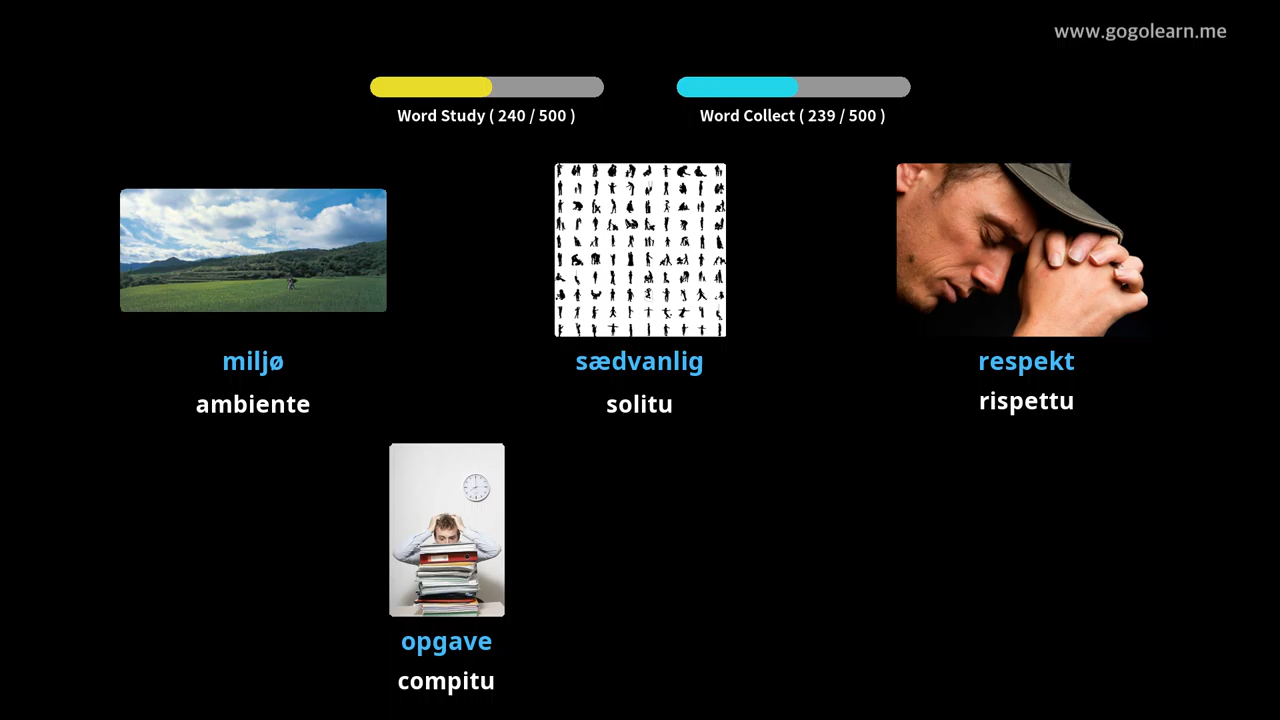 www.gogolearn.me
Word Study ( 240 / 500 )
Word Collect ( 239 / 500 )
miljø
ambiente
sædvanlig
solitu
respekt
rispettu
opgave
compitu